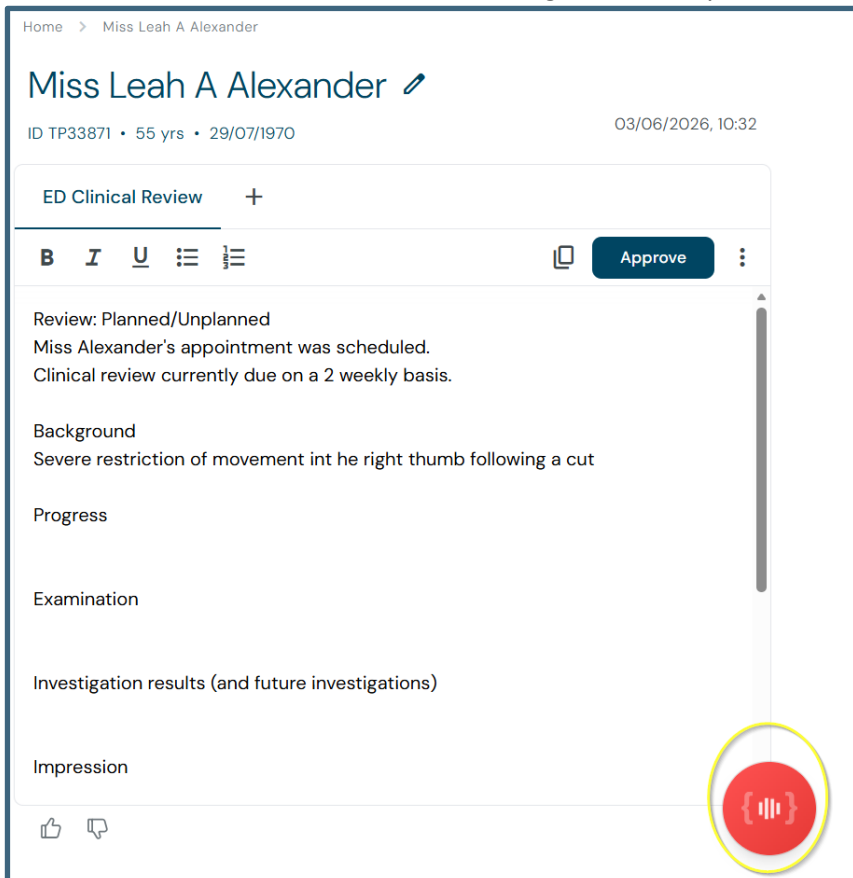 Home > Miss Leah A Alexander
Miss Leah A Alexander
ID TP33871 • 55 yrs • 29/07/1970
03/06/2026, 10:32
ED Clinical Review +
B I U
Approve
Review: Planned/Unplanned
Miss Alexander's appointment was scheduled.
Clinical review currently due on a 2 weekly basis.
Background
Severe restriction of movement int he right thumb following a cut
Progress
Examination
Investigation results (and future investigations)
Impression